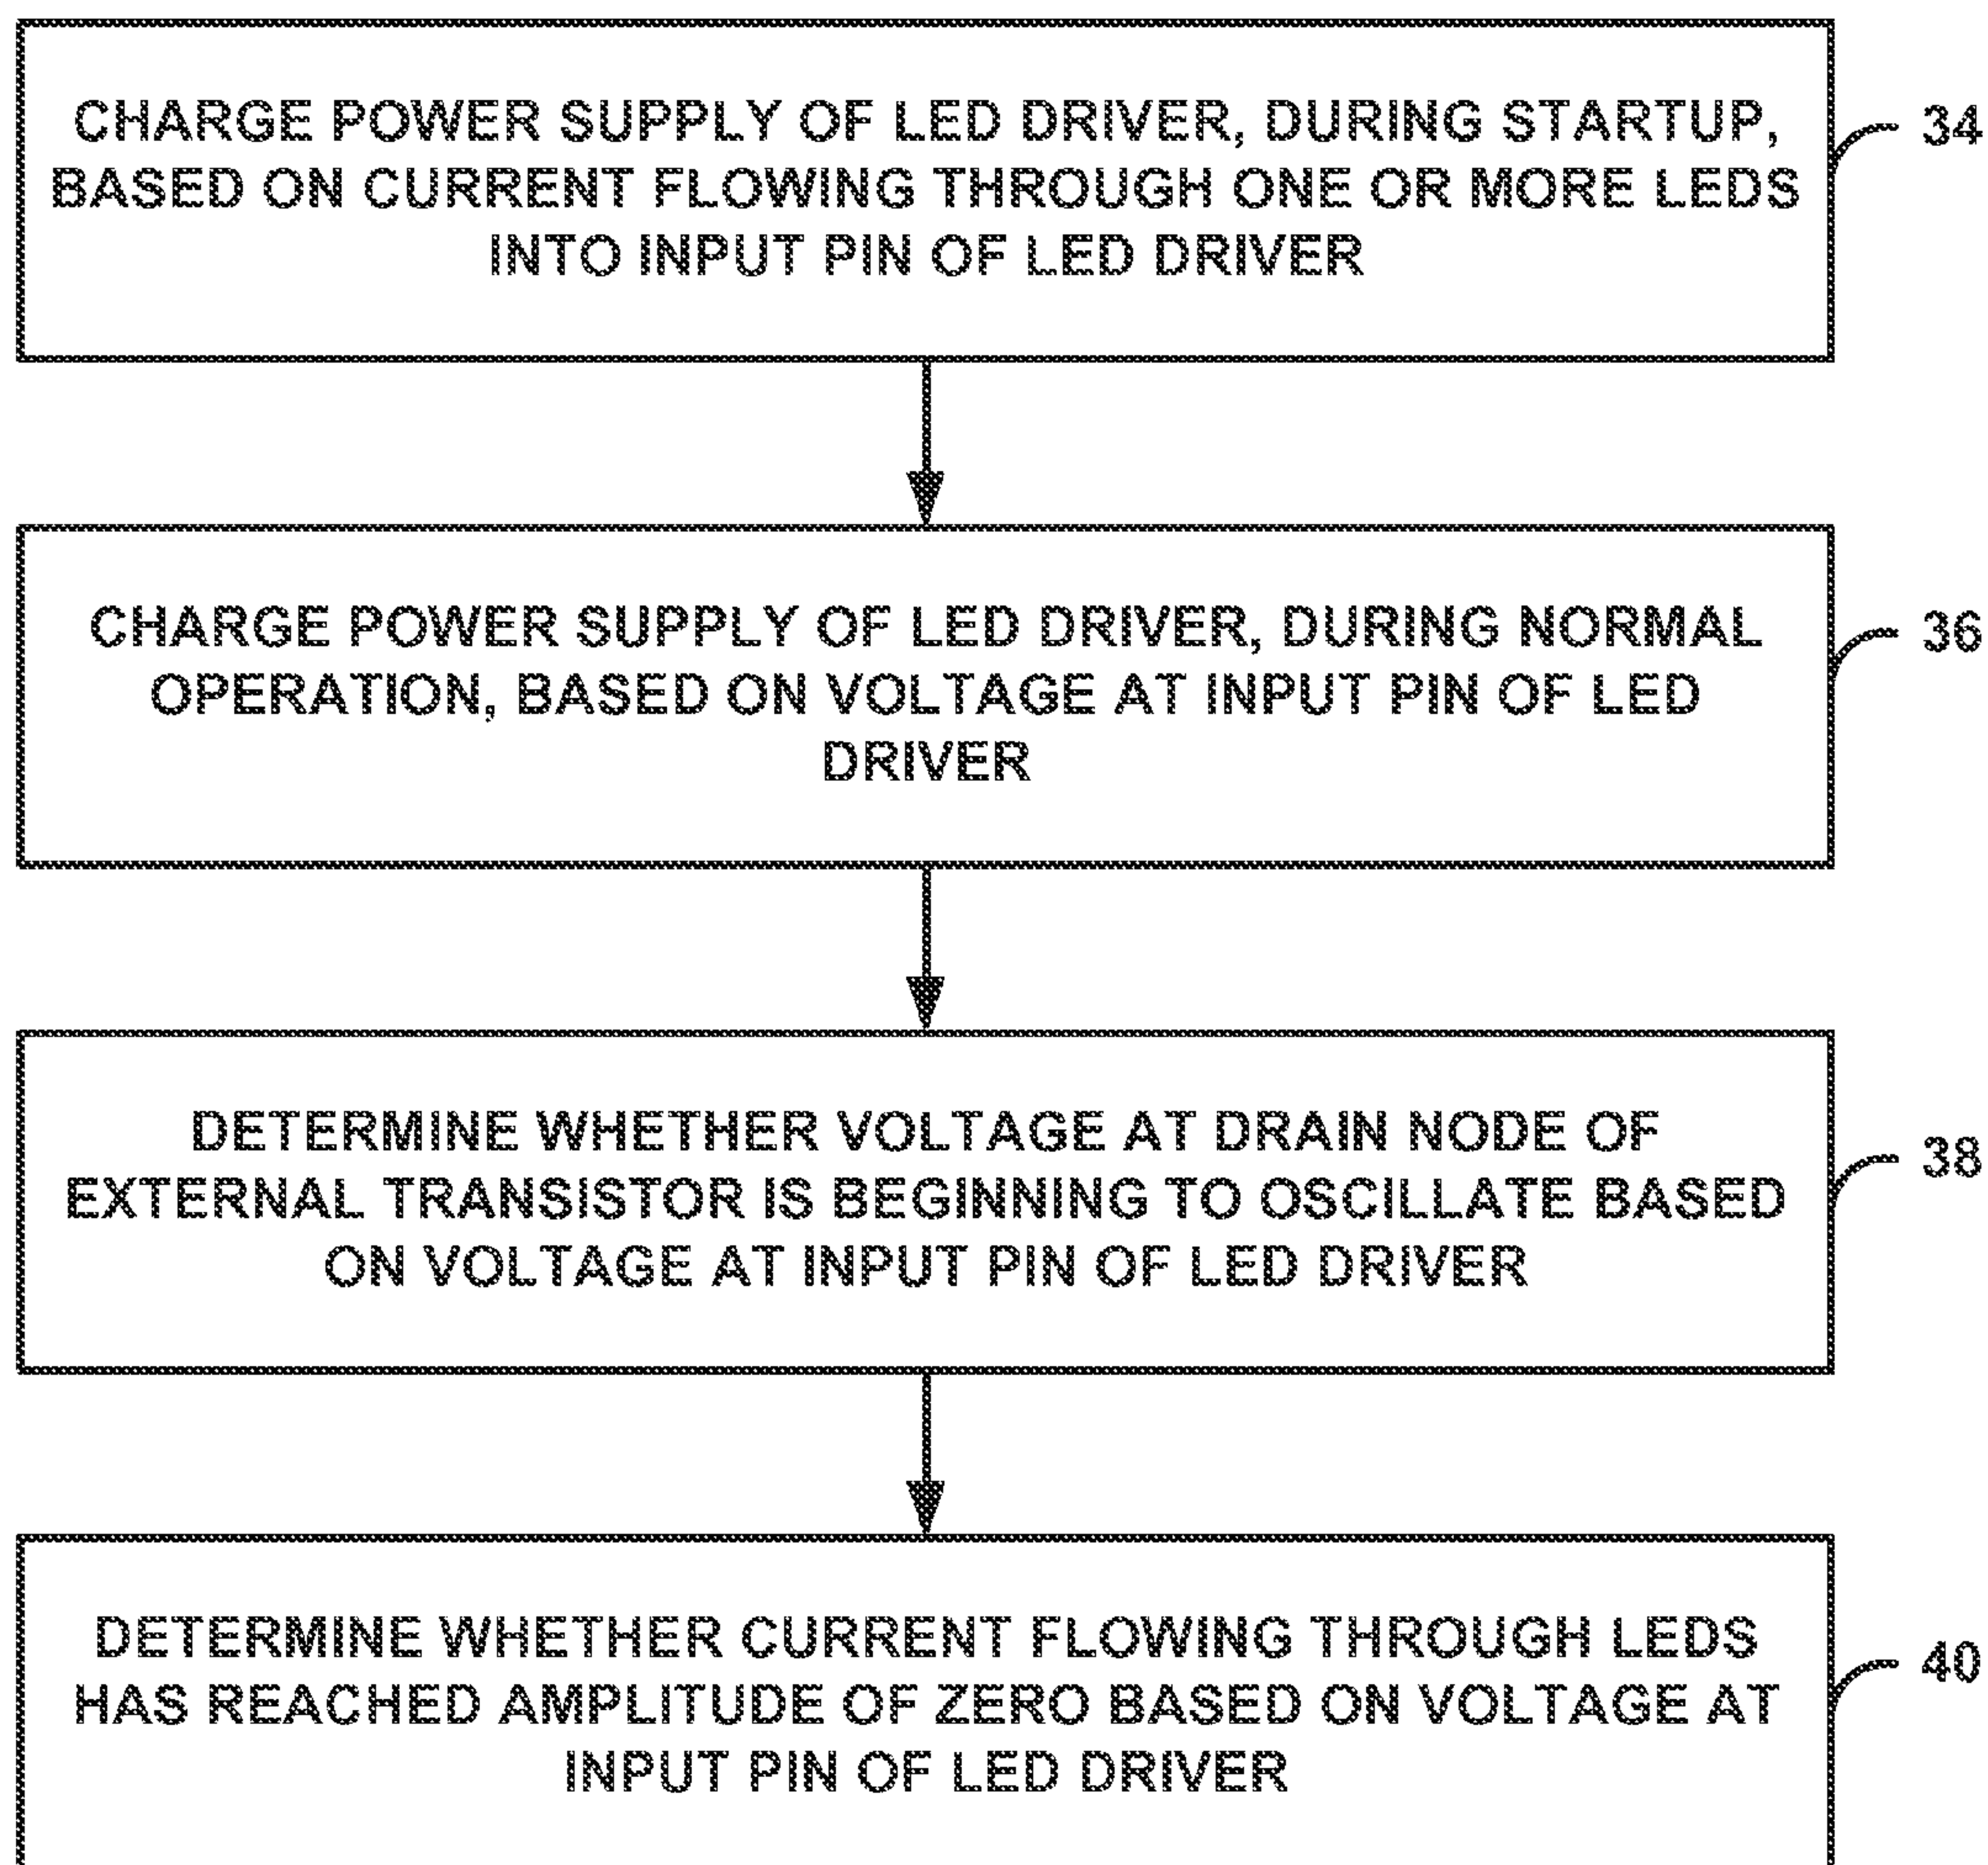 CHARGE POWER SUPPLY OF LED DRIVER, DURING STARTUP,
BASED ON CURRENT FLOWING THROUGH ONE OR MORE LEDS
INTO INPUT PIN OF LED DRIVER
34
CHARGE POWER SUPPLY OF LED DRIVER, DURING NORMAL
OPERATION, BASED ON VOLTAGE AT INPUT PIN OF LED
DRIVER
36
DETERMINE WHETHER VOLTAGE AT DRAIN NODE OF
EXTERNAL TRANSISTOR IS BEGINNING TO OSCILLATE BASED
ON VOLTAGE AT INPUT PIN OF LED DRIVER
38
DETERMINE WHETHER CURRENT FLOWING THROUGH LEDS
HAS REACHED AMPLITUDE OF ZERO BASED ON VOLTAGE AT
INPUT PIN OF LED DRIVER
40